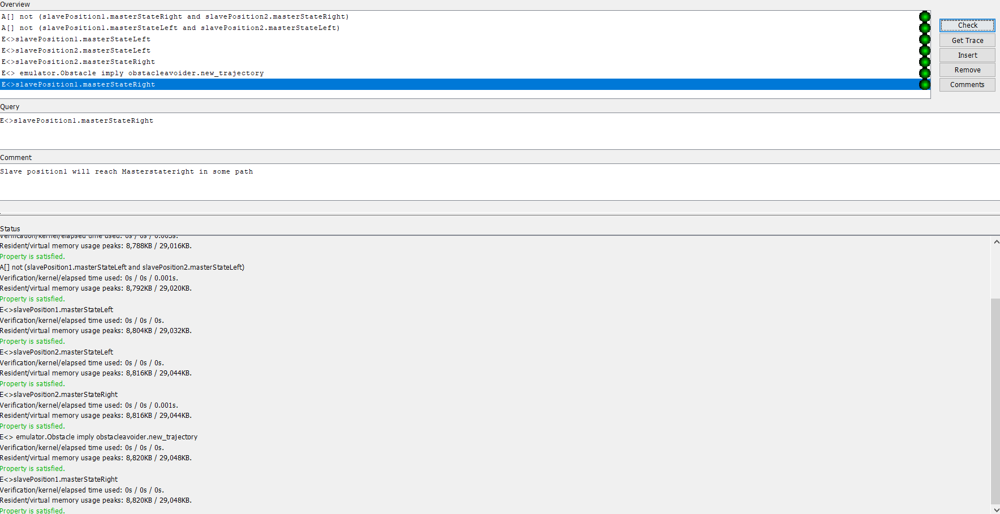 Overview
A[] not (slavePosition1.masterStateRight and slavePosition2.masterStateRight)
A[] not (slavePosition1.masterStateLeft and slavePosition2.masterStateLeft)
E<>slavePosition1.masterStateLeft
E<>slavePosition2.masterStateLeft
E<>slavePosition2.masterStateRight
E<> emulator.Obstacle imply obstacleavoider.new_trajectory
E<>slavePosition1.masterStateRight
Check
Get Trace
Insert
Remove
Comments
Query
E<>slavePosition1.masterStateRight
Comment
Slave position1 will reach Masterstateright in some path
Status
Verification/kernel/elapsed time used: 0s / 0s /
Resident/virtual memory usage peaks: 8,788KB / 29,016KB.
Property is satisfied.
A[] not (slavePosition1.masterStateLeft and slavePosition2.masterStateLeft)
Verification/kernel/elapsed time used: 0s / 0s / 0.001s.
Resident/virtual memory usage peaks: 8,792KB / 29,020KB.
Property is satisfied.
E<>slavePosition1.masterStateLeft
Verification/kernel/elapsed time used: 0s / 0s / 0s.
Resident/virtual memory usage peaks: 8,804KB / 29,032KB.
Property is satisfied.
E<>slavePosition2.masterStateLeft
Verification/kernel/elapsed time used: 0s / 0s / 0s.
Resident/virtual memory usage peaks: 8,816KB / 29,044KB.
Property is satisfied.
E<>slavePosition2.masterStateRight
Verification/kernel/elapsed time used: 0s / 0s / 0.001s.
Resident/virtual memory usage peaks: 8,816KB / 29,044KB.
Property is satisfied.
E<> emulator.Obstacle imply obstacleavoider.new_trajectory
Verification/kernel/elapsed time used: 0s / 0s / 0s.
Resident/virtual memory usage peaks: 8,820KB / 29,048KB.
Property is satisfied.
E<>slavePosition1.masterStateRight
Verification/kernel/elapsed time used: 0s / 0s / 0s.
Resident/virtual memory usage peaks: 8,820KB / 29,048KB.
Property is satisfied.